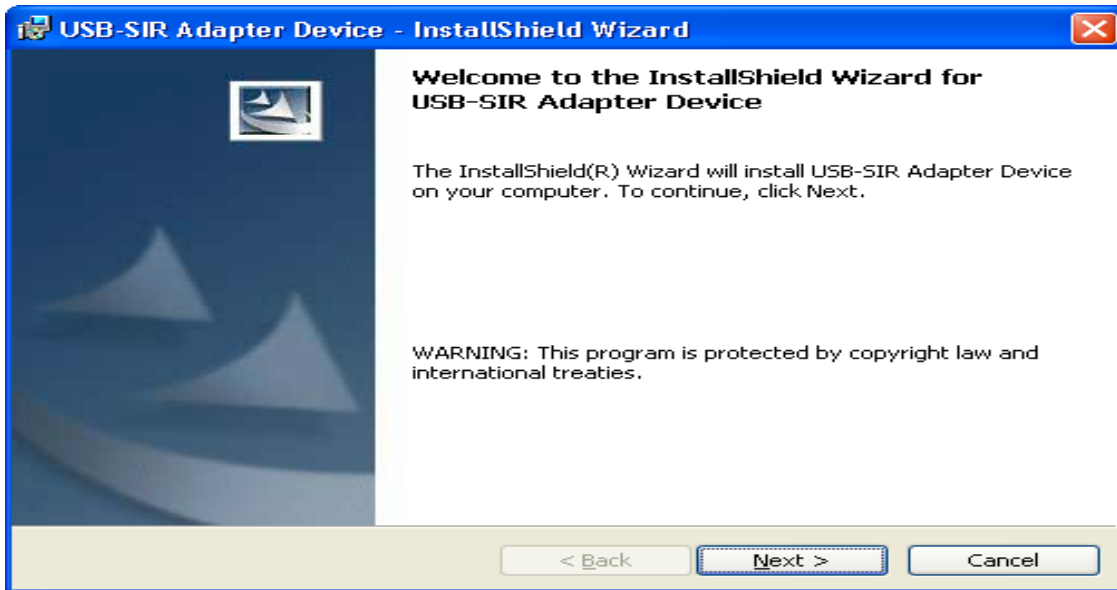 USB-SIR Adapter Device - InstallShield Wizard
Welcome to the InstallShield Wizard for
USB-SIR Adapter Device
The InstallShield(R) Wizard will install USB-SIR Adapter Device
on your computer. To continue, click Next.
WARNING: This program is protected by copyright law and
international treaties.
< Back Next > Cancel